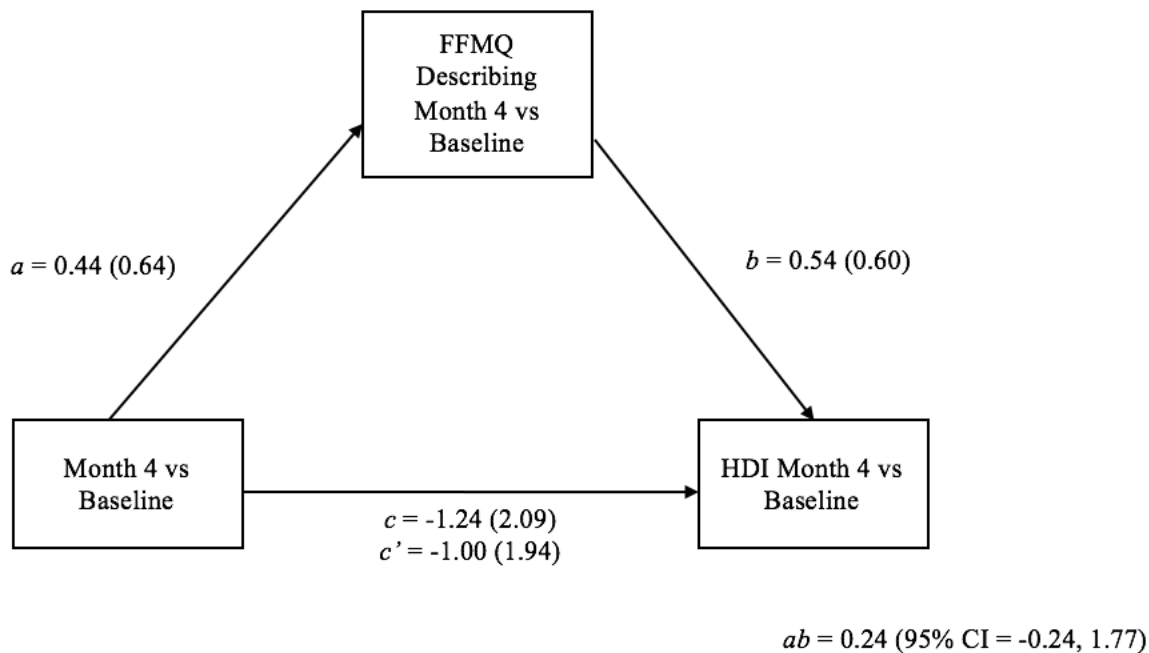 FFMQ
Describing
Month 4 vs
Baseline
a = 0.44 (0.64)
b = 0.54 (0.60)
Month 4 vs
Baseline
HDI Month 4 vs
Baseline
c = -1.24 (2.09)
c’ = -1.00 (1.94)
ab = 0.24 (95% CI = -0.24, 1.77)